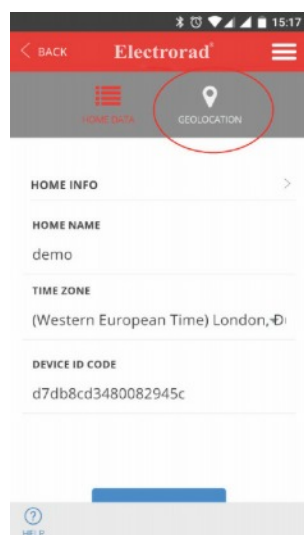 15:17
BACK
Electrorad®
HOME DATA
GEOLOCATION
HOME INFO
HOME NAME
demo
TIME ZONE
(Western European Time) London,
DEVICE ID CODE
d7db8cd3480082945c
HELP